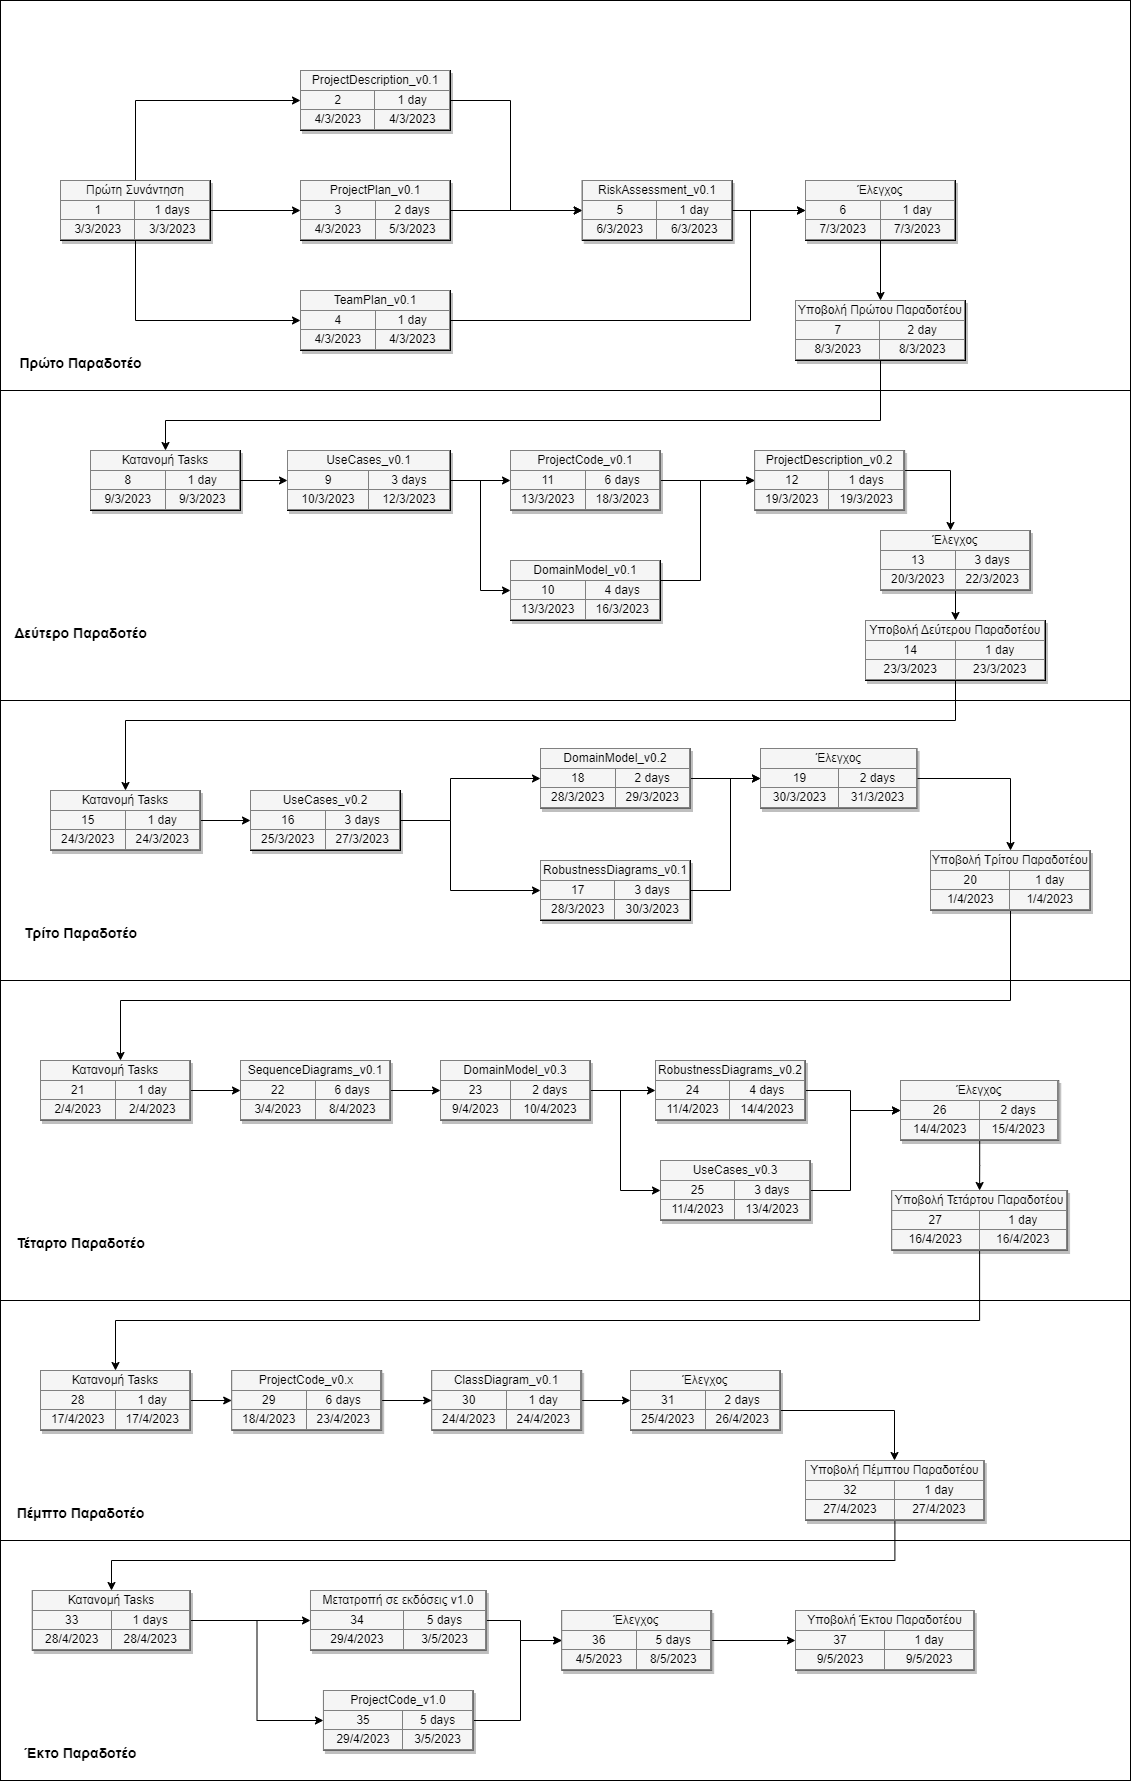 ProjectDescription_v0.1
2 1 day
4/3/2023 4/3/2023
Πρώτη Συνάντηση
1 1 days
3/3/2023 3/3/2023
ProjectPlan_v0.1
3 2 days
4/3/2023 5/3/2023
RiskAssessment_v0.1
5 1 day
6/3/2023 6/3/2023
Έλεγχος
6 1 day
7/3/2023 7/3/2023
TeamPlan_v0.1
4 1 day
4/3/2023 4/3/2023
Υποβολή Πρώτου Παραδοτέου
7 2 day
8/3/2023 8/3/2023
Πρώτο Παραδοτέο
Κατανομή Tasks
8 1 day
9/3/2023 9/3/2023
UseCases_v0.1
9 3 days
10/3/2023 12/3/2023
ProjectCode_v0.1
11 6 days
13/3/2023 18/3/2023
ProjectDescription_v0.2
12 1 days
19/3/2023 19/3/2023
Έλεγχος
13 3 days
20/3/2023 22/3/2023
DomainModel_v0.1
10 4 days
13/3/2023 16/3/2023
Υποβολή Δεύτερου Παραδοτέου
14 1 day
23/3/2023 23/3/2023
Δεύτερο Παραδοτέο
Κατανομή Tasks
15 1 day
24/3/2023 24/3/2023
UseCases_v0.2
16 3 days
25/3/2023 27/3/2023
DomainModel_v0.2
18 2 days
28/3/2023 29/3/2023
Έλεγχος
19 2 days
30/3/2023 31/3/2023
RobustnessDiagrams_v0.1
17 3 days
28/3/2023 30/3/2023
Υποβολή Τρίτου Παραδοτέου
20 1 day
1/4/2023 1/4/2023
Τρίτο Παραδοτέο
Κατανομή Tasks
21 1 day
2/4/2023 2/4/2023
SequenceDiagrams_v0.1
22 6 days
3/4/2023 8/4/2023
DomainModel_v0.3
23 2 days
9/4/2023 10/4/2023
RobustnessDiagrams_v0.2
24 4 days
11/4/2023 14/4/2023
Έλεγχος
26 2 days
14/4/2023 15/4/2023
UseCases_v0.3
25 3 days
11/4/2023 13/4/2023
Υποβολή Τετάρτου Παραδοτέου
27 1 day
16/4/2023 16/4/2023
Τέταρτο Παραδοτέο
Κατανομή Tasks
28 1 day
17/4/2023 17/4/2023
ProjectCode_v0.x
29 6 days
18/4/2023 23/4/2023
ClassDiagram_v0.1
30 1 day
24/4/2023 24/4/2023
Έλεγχος
31 2 days
25/4/2023 26/4/2023
Υποβολή Πέμπτου Παραδοτέου
32 1 day
27/4/2023 27/4/2023
Πέμπτο Παραδοτέο
Κατανομή Tasks
33 1 days
28/4/2023 28/4/2023
Μετατροπή σε εκδόσεις v1.0
34 5 days
29/4/2023 3/5/2023
Έλεγχος
36 5 days
4/5/2023 8/5/2023
Υποβολή Έκτου Παραδοτέου
37 1 day
9/5/2023 9/5/2023
ProjectCode_v1.0
35 5 days
29/4/2023 3/5/2023
Έκτο Παραδοτέο